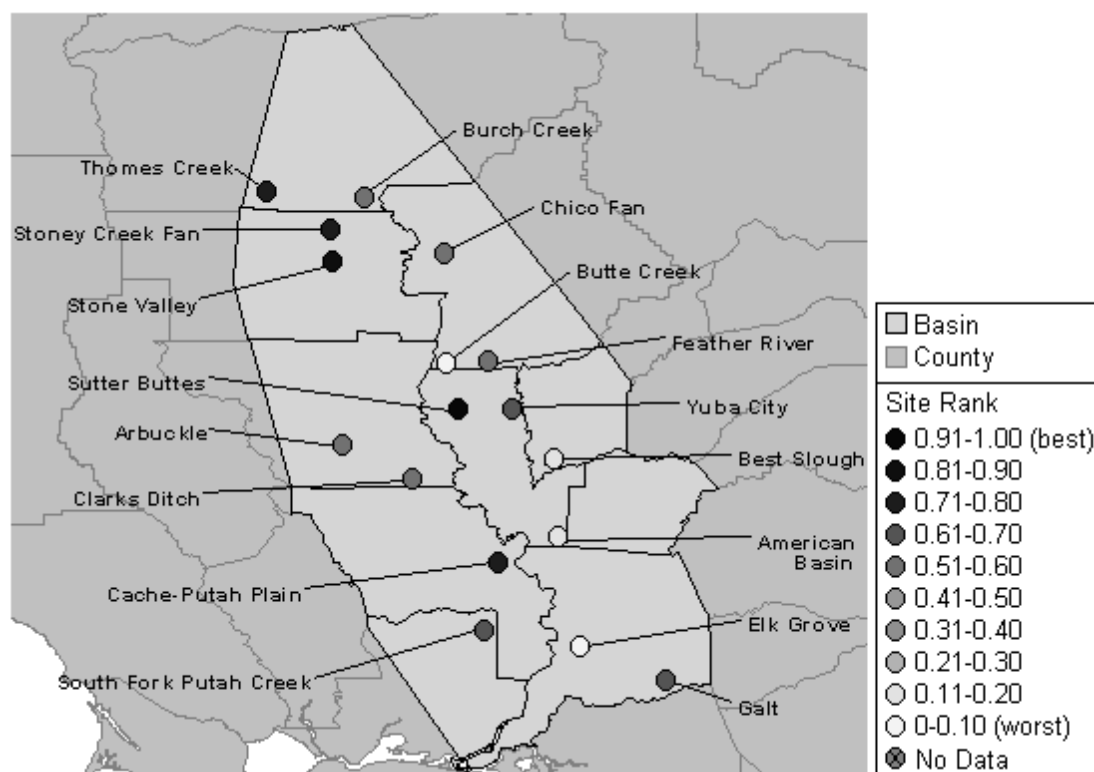 Burch Creek
Thomes Creek
Chico Fan
Stoney Creek Fan
Butte Creek
Stone Valley
Feather River
Sutter Buttes
Yuba City
Arbuckle
Best Slough
Clarks Ditch
American
Basin
Cache-Putah Plain
Elk Grove
South Fork Putah Creek
Galt
Basin
County
Site Rank
0.91-1.00 (best)
0.81-0.90
0.71-0.80
0.61-0.70
0.51-0.60
0.41-0.50
0.31-0.40
0.21-0.30
0.11-0.20
0-0.10 (worst)
No Data